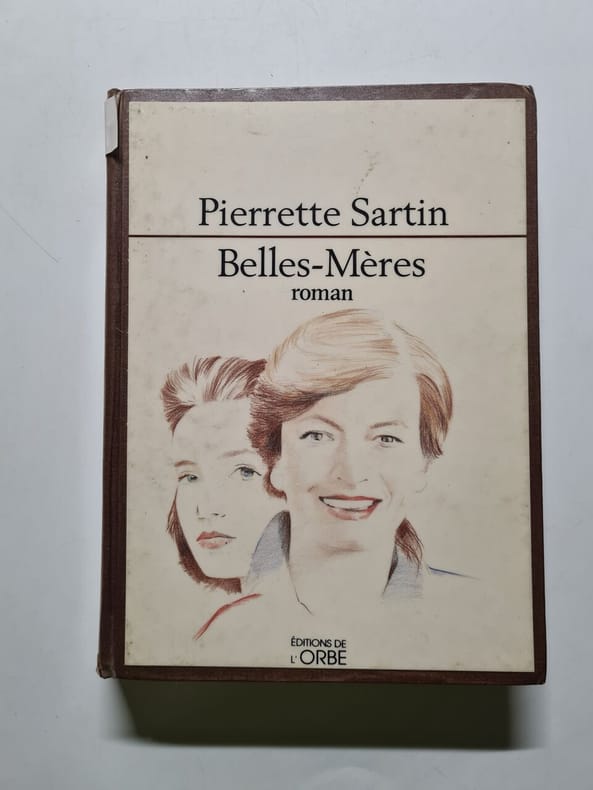 Pierrette Sartin
Belles-Mères
roman
ÉDITIONS DE
L'ORBE